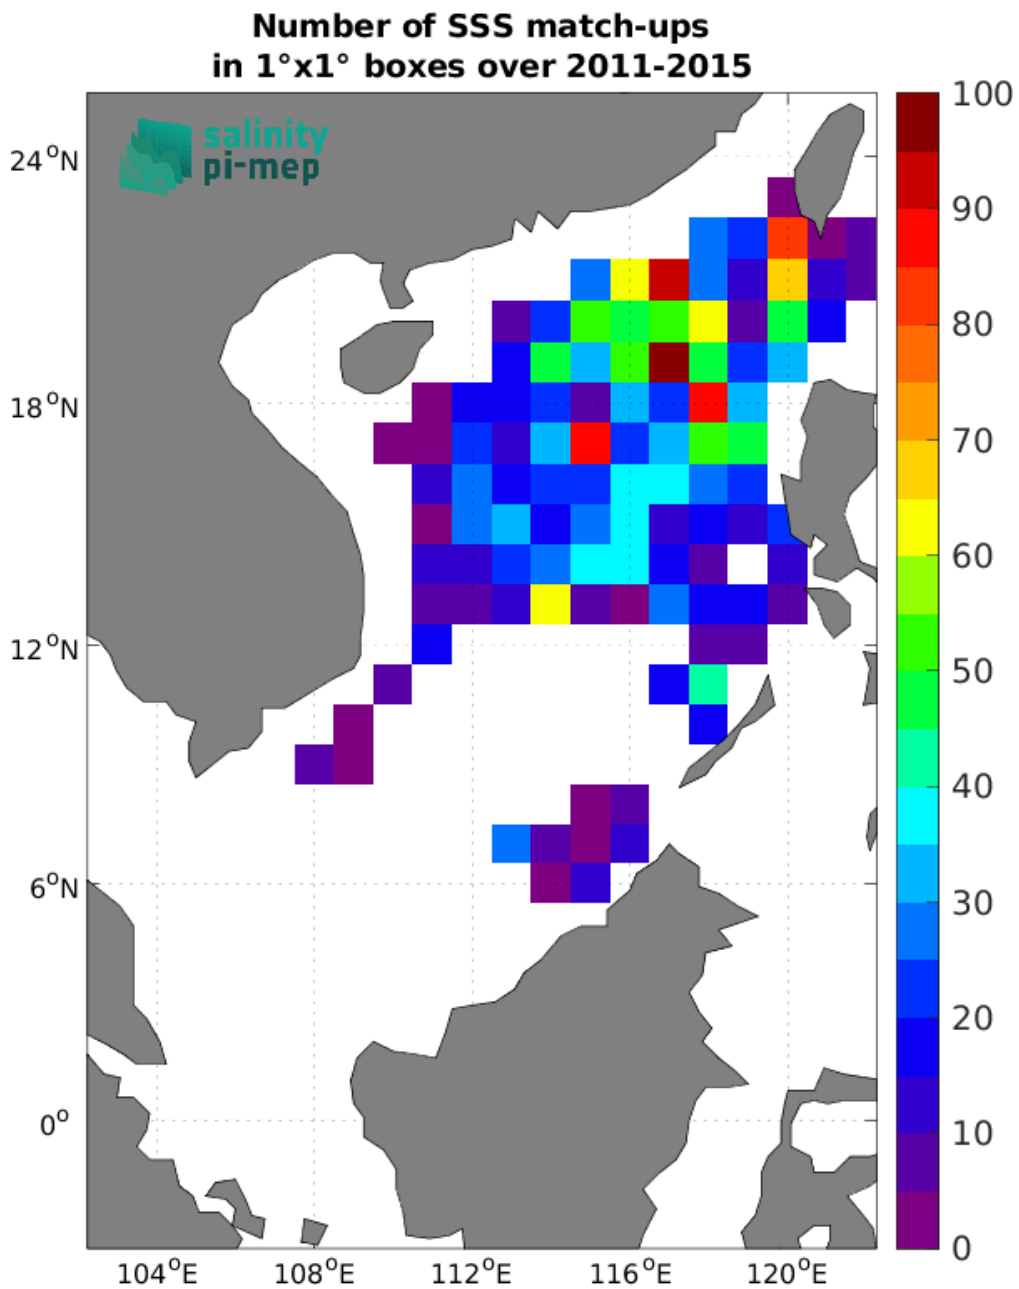 Number of SSS match-ups
in 1°x1° boxes over 2011-2015
salinity
pi-mep
24°N
18°N
12°N
6°N
0°
104°E
108°E
112°E
116°E
120°E
100
90
80
70
60
50
40
30
20
10
0